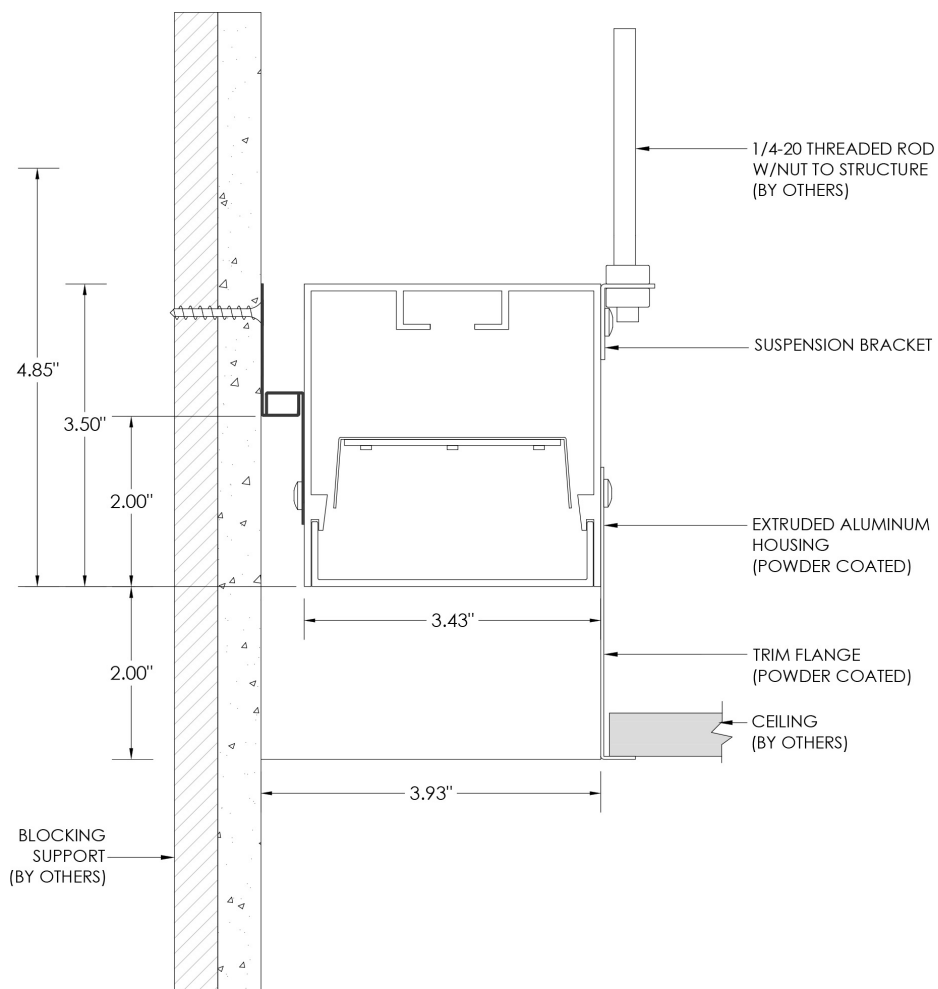 1/4-20 THREADED ROD
W/NUT TO STRUCTURE
(BY OTHERS)
SUSPENSION BRACKET
4.85"
3.50"
2.00"
EXTRUDED ALUMINUM
HOUSING
(POWDER COATED)
3.43"
2.00"
TRIM FLANGE
(POWDER COATED)
CEILING
(BY OTHERS)
3.93"
BLOCKING
SUPPORT
(BY OTHERS)